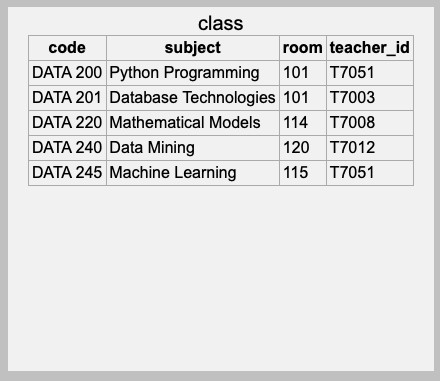 class
code subject room teacher_id
DATA 200 Python Programming 101 T7051
DATA 201 Database Technologies 101 T7003
DATA 220 Mathematical Models 114 T7008
DATA 240 Data Mining 120 T7012
DATA 245 Machine Learning 115 T7051